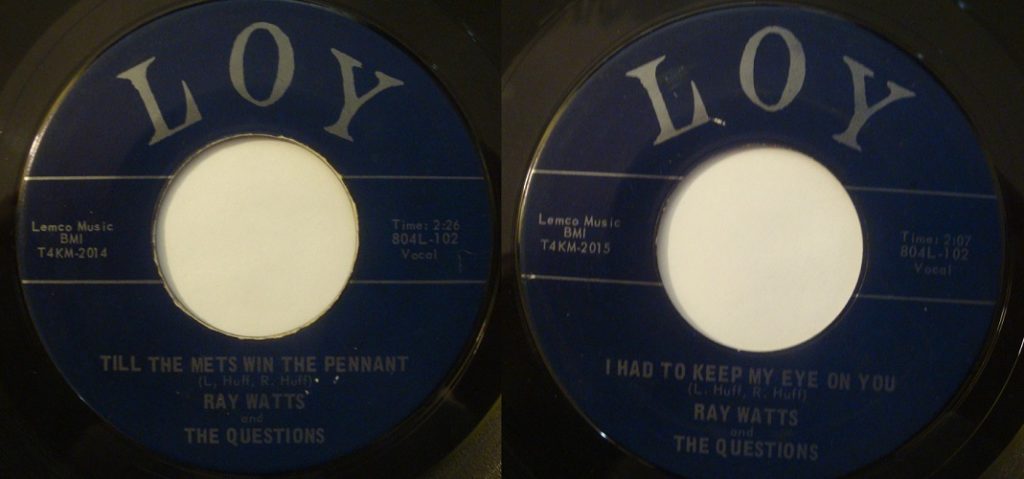 LOY
Lemco Music
BMI
T4KM-2014
Time: 2:26
804L-102
Vocal
TILL THE METS WIN THE PENNANT
(L. Huff, R. Huff)
RAY WATTS
and
THE QUESTIONS
LOY
Lemco Music
BMI
T4KM-2015
Time: 2:07
804L-102
Vocal
I HAD TO KEEP MY EYE ON YOU
(L. Huff, R. Huff)
RAY WATTS
and
THE QUESTIONS